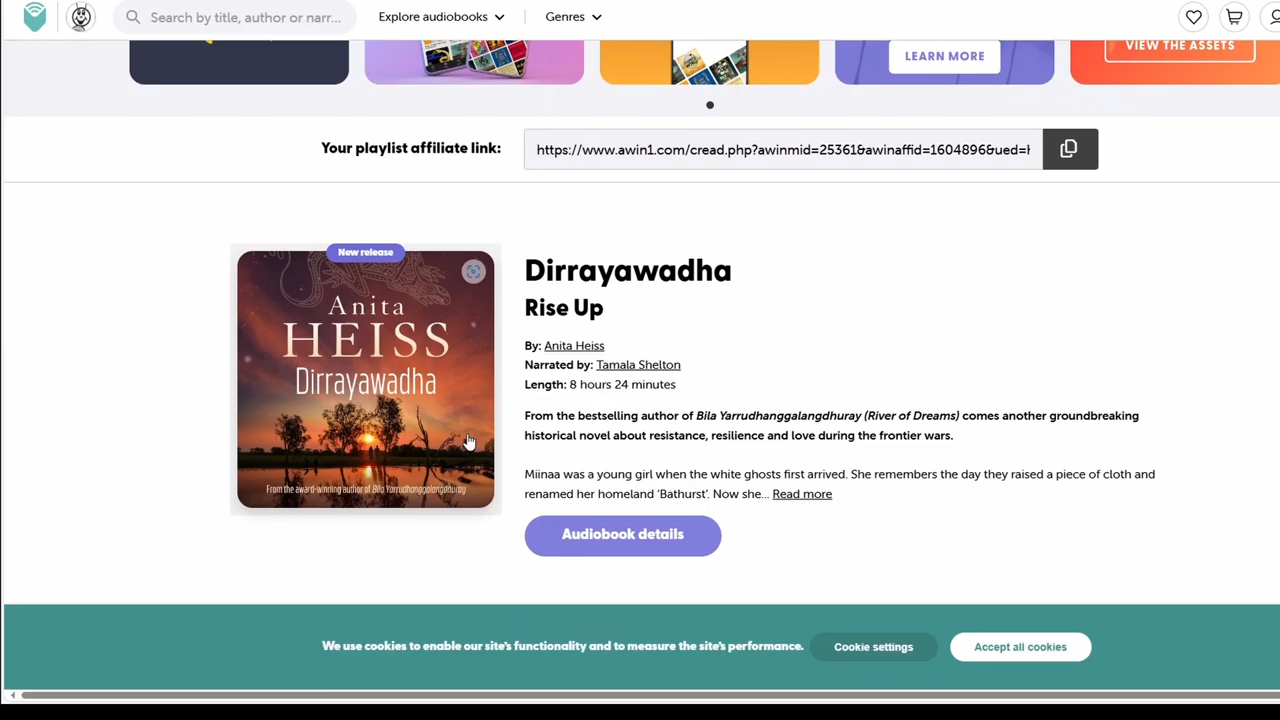 Search by title, author or narr...
Explore audiobooks
Genres
LEARN MORE
VIEW THE ASSETS
Your playlist affiliate link:
https://www.awin1.com/cread.php?awinmid=25361&awinaffid=1604896&ued=h
New release
Anita
HEISS
Dirrayawadha
From the award-winning author of Bila Yarrudhanggalangdhuray
Dirrayawadha
Rise Up
By: Anita Heiss
Narrated by: Tamala Shelton
Length: 8 hours 24 minutes
From the bestselling author of Bila Yarrudhanggalangdhuray (River of Dreams) comes another groundbreaking
historical novel about resistance, resilience and love during the frontier wars.
Miinaa was a young girl when the white ghosts first arrived. She remembers the day they raised a piece of cloth and
renamed her homeland ‘Bathurst’. Now she... Read more
Audiobook details
We use cookies to enable our site's functionality and to measure the site's performance.
Cookie settings
Accept all cookies